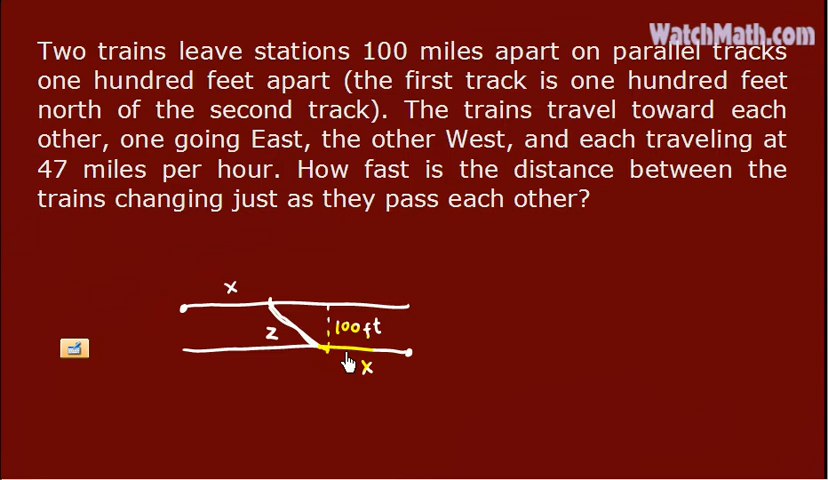 WatchMath.com
Two trains leave stations 100 miles apart on parallel tracks
one hundred feet apart (the first track is one hundred feet
north of the second track). The trains travel toward each
other, one going East, the other West, and each traveling at
47 miles per hour. How fast is the distance between the
trains changing just as they pass each other?
x
100ft
z
x